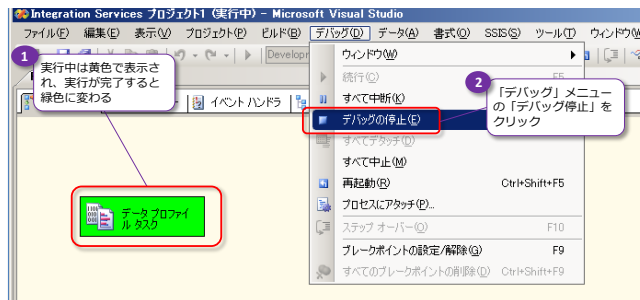 Integration Services プロジェクト1 (実行中) - Microsoft Visual Studio
ファイル(F) 編集(E) 表示(V) プロジェクト(P) ビルド(B) デバッグ(D) データ(A) 書式(O) SSIS(S) ツール(T) ウィンドウ(W
Develop
1
実行中は黄色で表示さ
れ、実行が完了すると
緑色に変わる
イベント ハンドラ
ウィンドウ(W)
続行(C) F5
すべて中断(K)
デバッグの停止(E)
すべてデタッチ(D)
すべて中止(M)
再起動(R) Ctrl+Shift+F5
プロセスにアタッチ(P)...
ステップ オーバー(O) F10
ブレークポイントの設定/解除(G) F9
すべてのブレークポイントの削除(D) Ctrl+Shift+F9
2
「デバッグ」メニュー
の「デバッグ停止」を
クリック
データ プロファイ
ル タスク